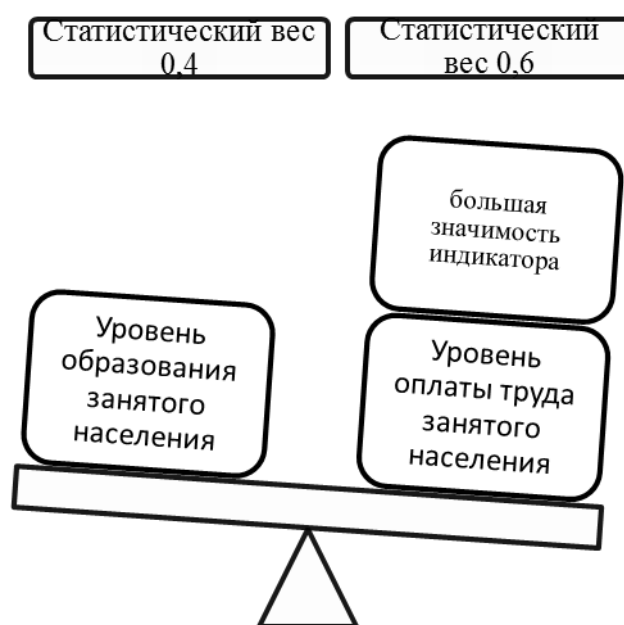 Статистический вес
0,4
Статистический
вес 0,6
большая
значимость
индикатора
Уровень
образования
занятого
населения
Уровень
оплаты труда
занятого
населения